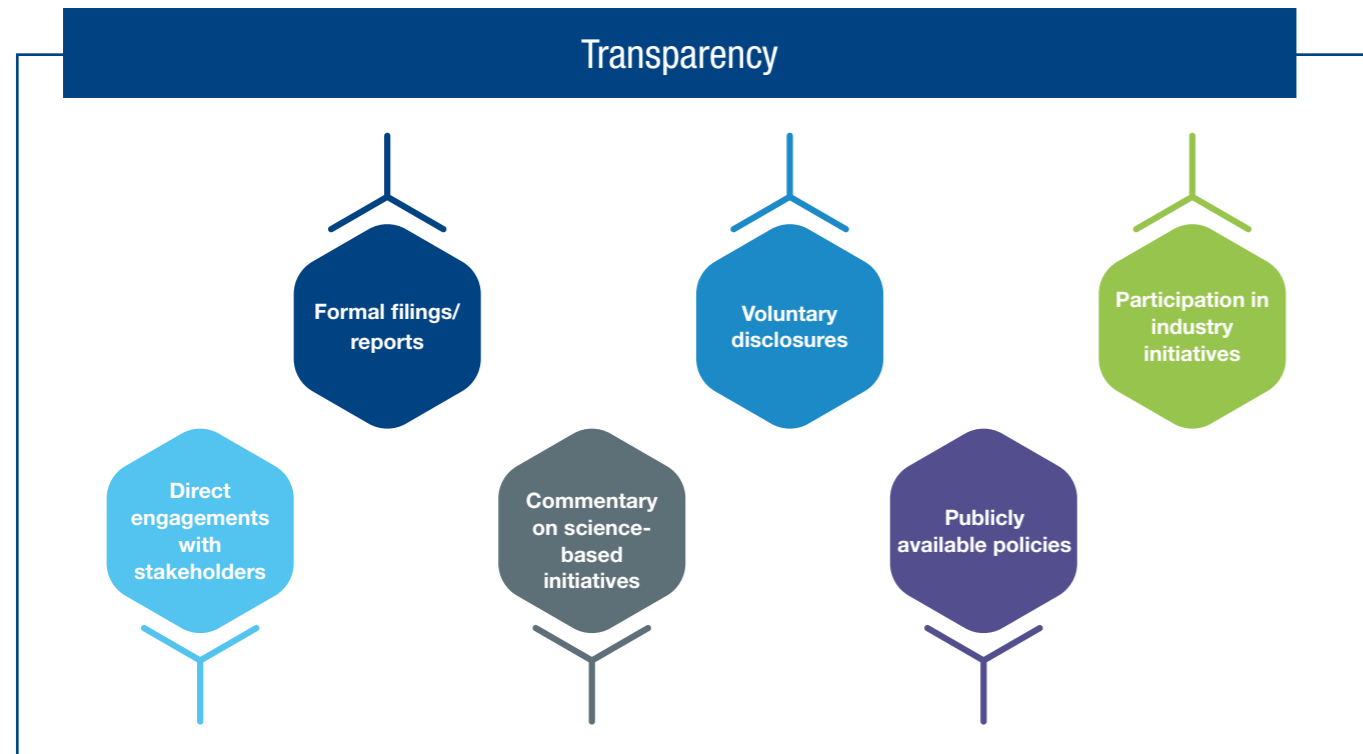 Transparency
Formal filings/
reports
Voluntary
disclosures
Participation in
industry
initiatives
Direct
engagements
with
stakeholders
Commentary
on science-
based
initiatives
Publicly
available policies